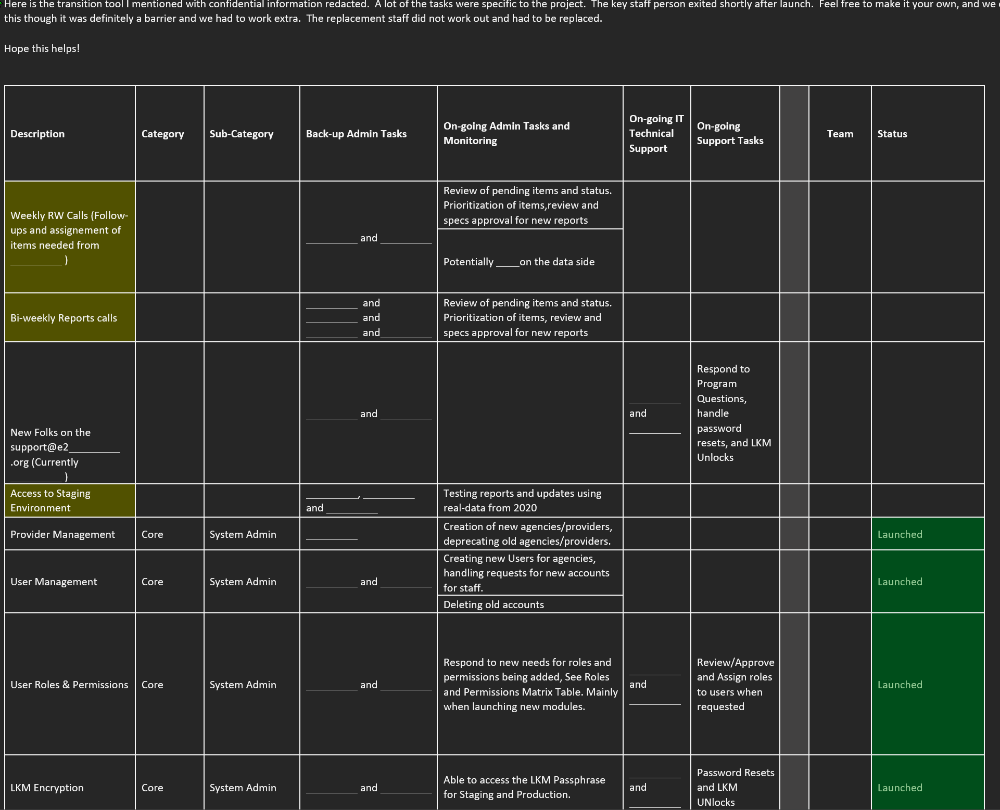 Here is the transition tool I mentioned with confidential information redacted.  A lot of the tasks were specific to the project.  The key staff person exited shortly after launch.  Feel free to make it your own, and we
this though it was definitely a barrier and we had to work extra.  The replacement staff did not work out and had to be replaced.
Hope this helps!
Description
Category
Sub-Category
Back-up Admin Tasks
On-going Admin Tasks and
Monitoring
On-going IT
Technical
Support
On-going
Support Tasks
Team
Status
Weekly RW Calls (Follow-
ups and assignement of
items needed from
_________ )
_________ and _________
Review of pending items and status.
Prioritization of items,review and
specs approval for new reports
Potentially ____on the data side
Bi-weekly Reports calls
_________ and
_________ and
_________ and_________
Review of pending items and status.
Prioritization of items, review and
specs approval for new reports
New Folks on the
support@e2_________
.org (Currently
_________ )
_________ and _________
_________
and
_________
Respond to
Program
Questions,
handle
password
resets, and LKM
Unlocks
Access to Staging
Environment
_________, _________
and _________
Testing reports and updates using
real-data from 2020
Provider Management
Core
System Admin
_________
Creation of new agencies/providers,
deprecating old agencies/providers.
Launched
User Management
Core
System Admin
_________ and _________
Creating new Users for agencies,
handling requests for new accounts
for staff.
Deleting old accounts
Launched
User Roles & Permissions
Core
System Admin
_________ and _________
Respond to new needs for roles and
permissions being added, See Roles
and Permissions Matrix Table. Mainly
when launching new modules.
_________
and
_________
Review/Approve
and Assign roles
to users when
requested
Launched
LKM Encryption
Core
System Admin
_________ and _________
Able to access the LKM Passphrase
for Staging and Production.
_________
and
_________
Password Resets
and LKM
UNlocks
Launched